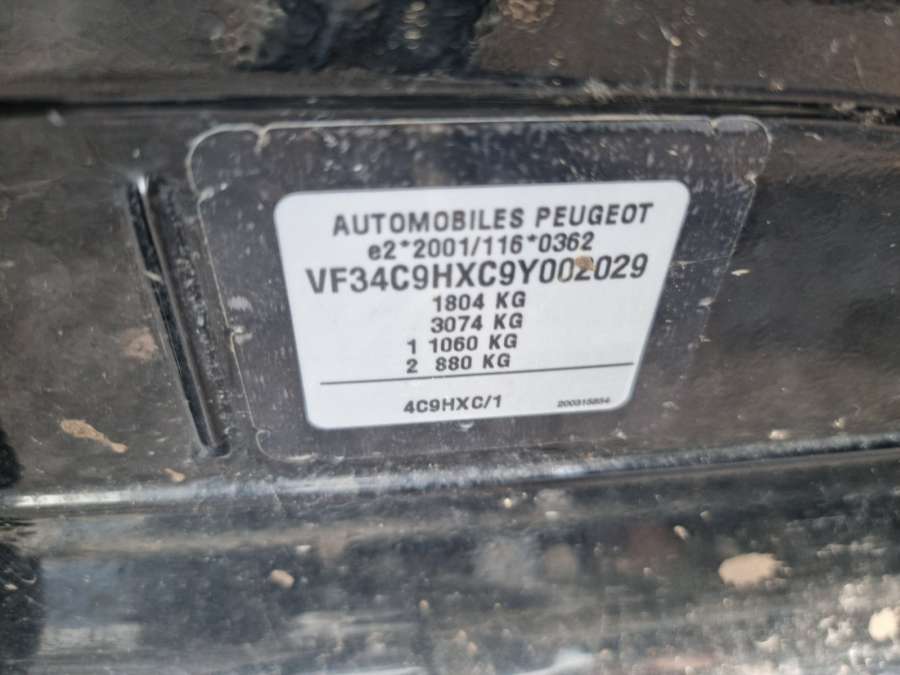 AUTOMOBILES PEUGEOT
e2*2001/116*0362
VF34C9HXC9Y002029
1804 KG
3074 KG
1 1060 KG
2 880 KG
4C9HXC/1